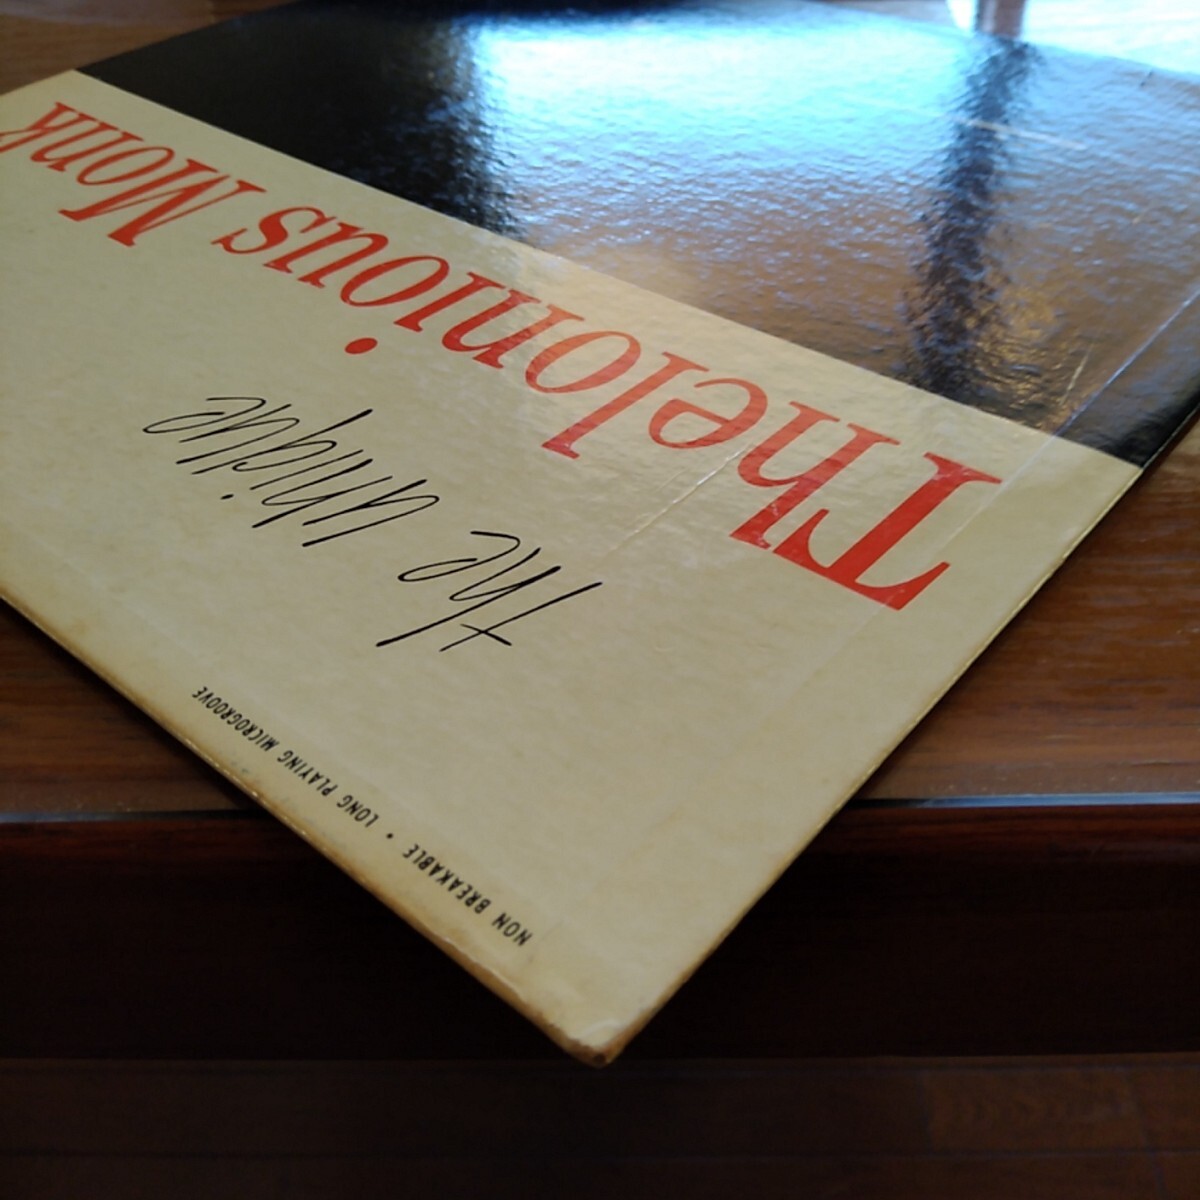 NON BREAKABLE • LONG PLAYING MICROGROOVE
the unique
Thelonious Monk